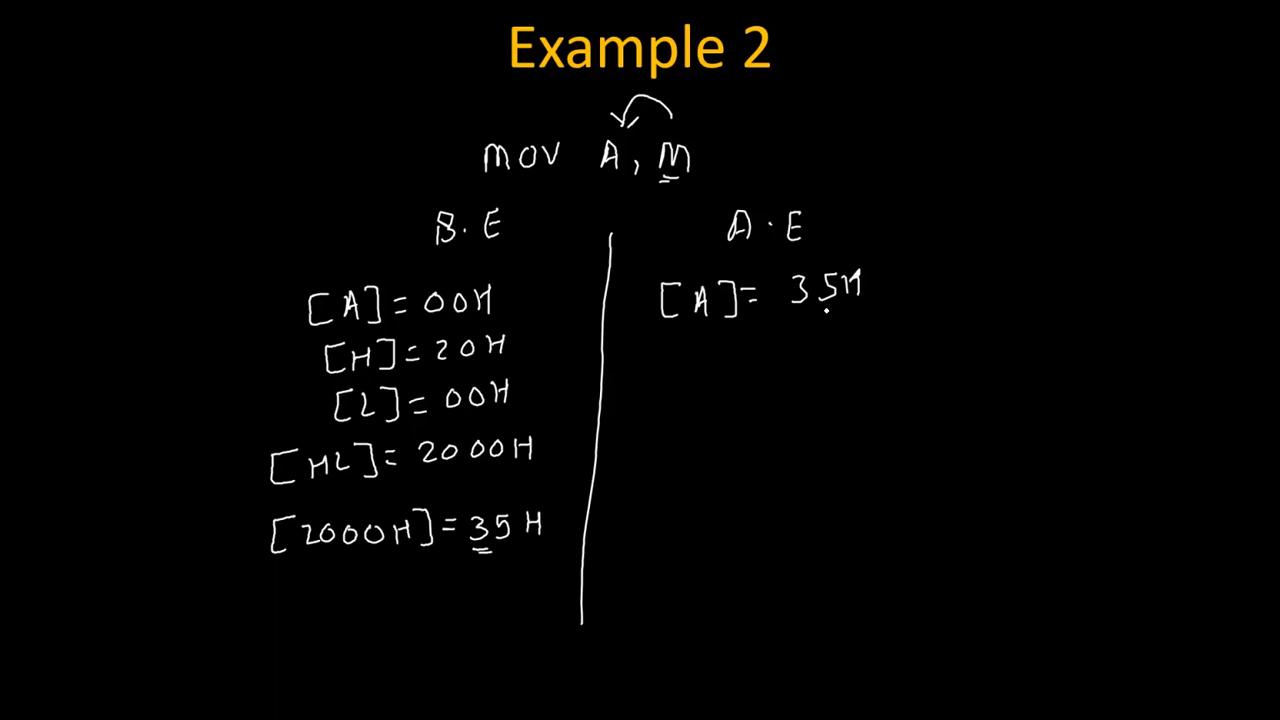 Example 2
MOV A, M
B.E
A.E
[A]= 00H
[H]= 20H
[L]= 00H
[HL]= 2000H
[2000H]= 35H
[A]= 35H